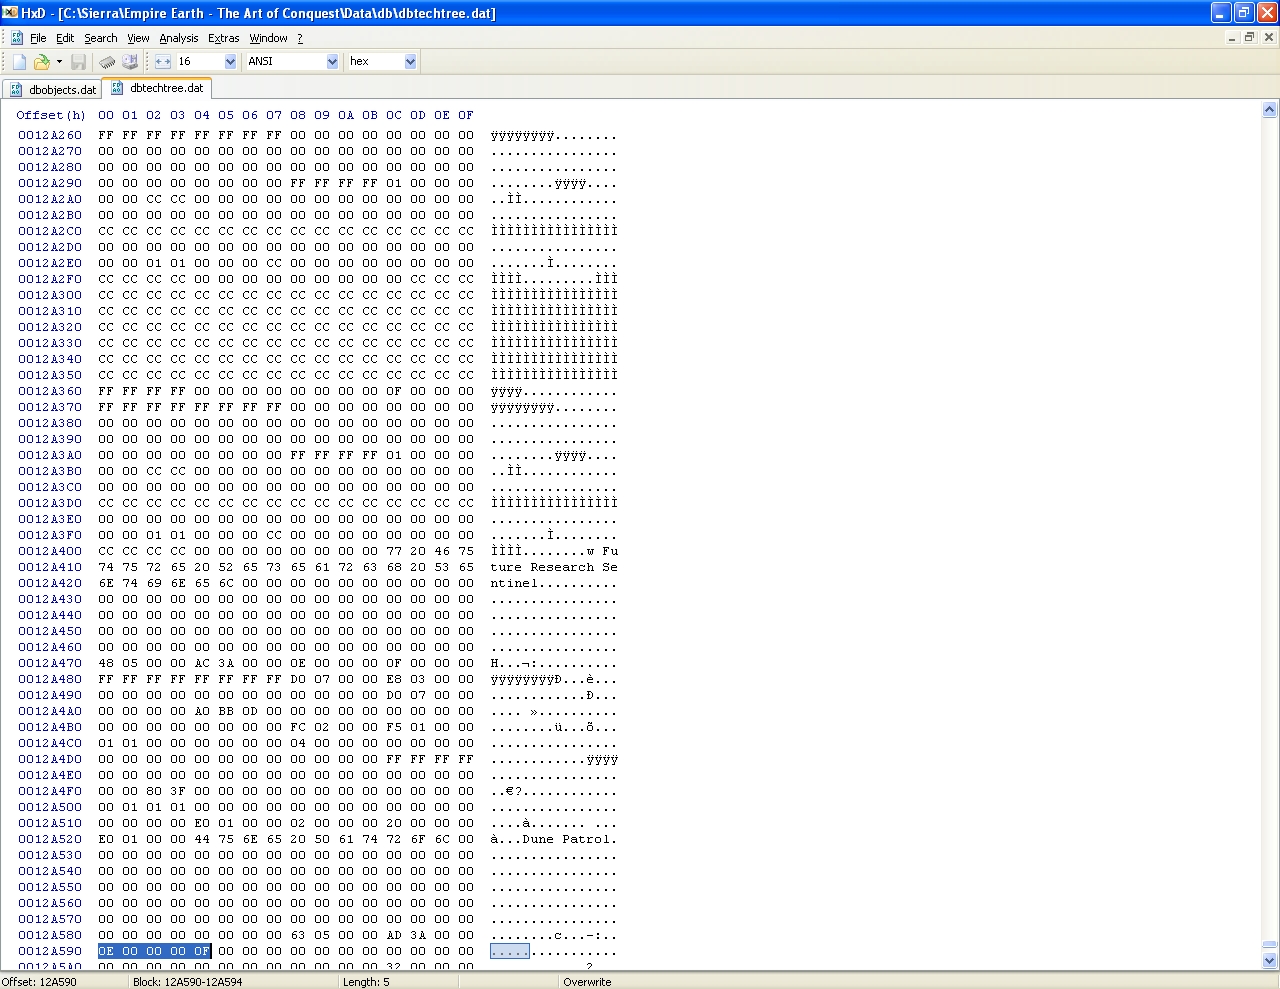 HxD - [C:\Sierra\Empire Earth - The Art of Conquest\Data\db\dbtechtree.dat]
File Edit Search View Analysis Extras Window ?
16 ANSI hex
dbobjects.dat dbtechtree.dat
Offset(h) 00 01 02 03 04 05 06 07 08 09 0A 0B 0C 0D 0E 0F
0012A260 FF FF FF FF FF FF FF FF 00 00 00 00 00 00 00 00 ÿÿÿÿÿÿÿÿ........
0012A270 00 00 00 00 00 00 00 00 00 00 00 00 00 00 00 00 ................
0012A280 00 00 00 00 00 00 00 00 00 00 00 00 00 00 00 00 ................
0012A290 00 00 00 00 00 00 00 00 FF FF FF FF 01 00 00 00 ........ÿÿÿÿ....
0012A2A0 00 00 CC CC 00 00 00 00 00 00 00 00 00 00 00 00 ..ÌÌ............
0012A2B0 00 00 00 00 00 00 00 00 00 00 00 00 00 00 00 00 ................
0012A2C0 CC CC CC CC CC CC CC CC CC CC CC CC CC CC CC CC ÌÌÌÌÌÌÌÌÌÌÌÌÌÌÌÌ
0012A2D0 00 00 00 00 00 00 00 00 00 00 00 00 00 00 00 00 ................
0012A2E0 00 00 01 01 00 00 00 CC 00 00 00 00 00 00 00 00 .......Ì........
0012A2F0 CC CC CC CC 00 00 00 00 00 00 00 00 00 CC CC CC ÌÌÌÌ.........ÌÌÌ
0012A300 CC CC CC CC CC CC CC CC CC CC CC CC CC CC CC CC ÌÌÌÌÌÌÌÌÌÌÌÌÌÌÌÌ
0012A310 CC CC CC CC CC CC CC CC CC CC CC CC CC CC CC CC ÌÌÌÌÌÌÌÌÌÌÌÌÌÌÌÌ
0012A320 CC CC CC CC CC CC CC CC CC CC CC CC CC CC CC CC ÌÌÌÌÌÌÌÌÌÌÌÌÌÌÌÌ
0012A330 CC CC CC CC CC CC CC CC CC CC CC CC CC CC CC CC ÌÌÌÌÌÌÌÌÌÌÌÌÌÌÌÌ
0012A340 CC CC CC CC CC CC CC CC CC CC CC CC CC CC CC CC ÌÌÌÌÌÌÌÌÌÌÌÌÌÌÌÌ
0012A350 CC CC CC CC CC CC CC CC CC CC CC CC CC CC CC CC ÌÌÌÌÌÌÌÌÌÌÌÌÌÌÌÌ
0012A360 FF FF FF FF 00 00 00 00 00 00 00 00 0F 00 00 00 ÿÿÿÿ............
0012A370 FF FF FF FF FF FF FF FF 00 00 00 00 00 00 00 00 ÿÿÿÿÿÿÿÿ........
0012A380 00 00 00 00 00 00 00 00 00 00 00 00 00 00 00 00 ................
0012A390 00 00 00 00 00 00 00 00 00 00 00 00 00 00 00 00 ................
0012A3A0 00 00 00 00 00 00 00 00 FF FF FF FF 01 00 00 00 ........ÿÿÿÿ....
0012A3B0 00 00 CC CC 00 00 00 00 00 00 00 00 00 00 00 00 ..ÌÌ............
0012A3C0 00 00 00 00 00 00 00 00 00 00 00 00 00 00 00 00 ................
0012A3D0 CC CC CC CC CC CC CC CC CC CC CC CC CC CC CC CC ÌÌÌÌÌÌÌÌÌÌÌÌÌÌÌÌ
0012A3E0 00 00 00 00 00 00 00 00 00 00 00 00 00 00 00 00 ................
0012A3F0 00 00 01 01 00 00 00 CC 00 00 00 00 00 00 00 00 .......Ì........
0012A400 CC CC CC CC 00 00 00 00 00 00 00 00 77 20 46 75 ÌÌÌÌ........w Fu
0012A410 74 75 72 65 20 52 65 73 65 61 72 63 68 20 53 65 ture Research Se
0012A420 6E 74 69 6E 65 6C 00 00 00 00 00 00 00 00 00 00 ntinel..........
0012A430 00 00 00 00 00 00 00 00 00 00 00 00 00 00 00 00 ................
0012A440 00 00 00 00 00 00 00 00 00 00 00 00 00 00 00 00 ................
0012A450 00 00 00 00 00 00 00 00 00 00 00 00 00 00 00 00 ................
0012A460 00 00 00 00 00 00 00 00 00 00 00 00 00 00 00 00 ................
0012A470 48 05 00 00 AC 3A 00 00 0E 00 00 00 0F 00 00 00 H...¬:..........
0012A480 FF FF FF FF FF FF FF FF D0 07 00 00 E8 03 00 00 ÿÿÿÿÿÿÿÿÐ...è...
0012A490 00 00 00 00 00 00 00 00 00 00 00 00 D0 07 00 00 ............Ð...
0012A4A0 00 00 00 00 A0 BB 0D 00 00 00 00 00 00 00 00 00 .... »..........
0012A4B0 00 00 00 00 00 00 00 00 FC 02 00 00 F5 01 00 00 ........ü...õ...
0012A4C0 01 01 00 00 00 00 00 00 04 00 00 00 00 00 00 00 ................
0012A4D0 00 00 00 00 00 00 00 00 00 00 00 00 FF FF FF FF ............ÿÿÿÿ
0012A4E0 00 00 00 00 00 00 00 00 00 00 00 00 00 00 00 00 ................
0012A4F0 00 00 80 3F 00 00 00 00 00 00 00 00 00 00 00 00 ..€?............
0012A500 00 01 01 01 00 00 00 00 00 00 00 00 00 00 00 00 ................
0012A510 00 00 00 00 E0 01 00 00 02 00 00 00 20 00 00 00 ....à....... ...
0012A520 E0 01 00 00 44 75 6E 65 20 50 61 74 72 6F 6C 00 à...Dune Patrol.
0012A530 00 00 00 00 00 00 00 00 00 00 00 00 00 00 00 00 ................
0012A540 00 00 00 00 00 00 00 00 00 00 00 00 00 00 00 00 ................
0012A550 00 00 00 00 00 00 00 00 00 00 00 00 00 00 00 00 ................
0012A560 00 00 00 00 00 00 00 00 00 00 00 00 00 00 00 00 ................
0012A570 00 00 00 00 00 00 00 00 00 00 00 00 00 00 00 00 ................
0012A580 00 00 00 00 00 00 00 00 63 05 00 00 AD 3A 00 00 ........c...-:..
0012A590 0E 00 00 00 0F 00 00 00 00 00 00 00 00 00 00 00 ................
0012A5A0 00 00 00 00 00 00 00 00 00 00 00 00 32 00 00 00 ............2...
Offset: 12A590 Block: 12A590-12A594 Length: 5 Overwrite